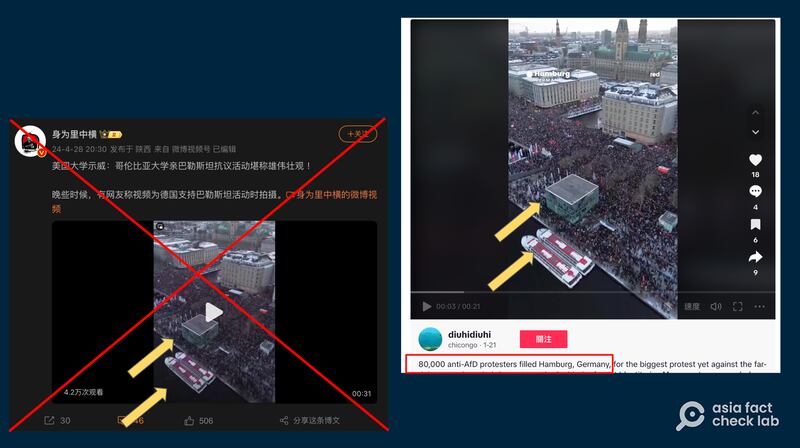 身为里中横
+关注
24-4-28 20:30 发布于 陕西 来自 微博视频号 已编辑
美国大学示威：哥伦比亚大学亲巴勒斯坦抗议活动堪称雄伟壮观！
晚些时候，有网友称视频为德国支持巴勒斯坦活动时拍摄。身为里中横的微博视频
4.2万次观看
00:31
30
46
506
分享这条博文
Hamburg
red
18
4
6
9
00:03 / 00:21
速度
diuhidiuhi
關注
chicongo · 1-21
80,000 anti-AfD protesters filled Hamburg, Germany, for the biggest protest yet against the far-
asia fact
check lab